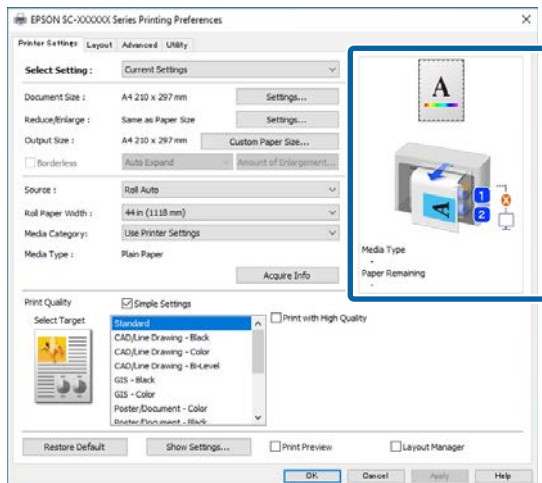 EPSON SC-XXXXXX Series Printing Preferences
Printer Settings Layout Advanced Utility
Select Setting : Current Settings
Document Size : A4 210 x 297 mm Settings...
Reduce/Enlarge : Same as Paper Size Settings...
Output Size : A4 210 x 297 mm Custom Paper Size...
Borderless Auto Expand Amount of Enlargement...
Source : Roll Auto
Roll Paper Width : 44 in (1118 mm)
Media Category: Use Printer Settings
Media Type : Plain Paper
Acquire Info
A
A
1
2
Media Type
-
Paper Remaining
-
Print Quality Simple Settings
Select Target
Standard
CAD/Line Drawing - Black
CAD/Line Drawing - Color
CAD/Line Drawing - Bi-Level
GIS - Black
GIS - Color
Poster/Document - Color
Poster/Document - Black
Print with High Quality
Restore Default Show Settings... Print Preview Layout Manager
OK Cancel Apply Help